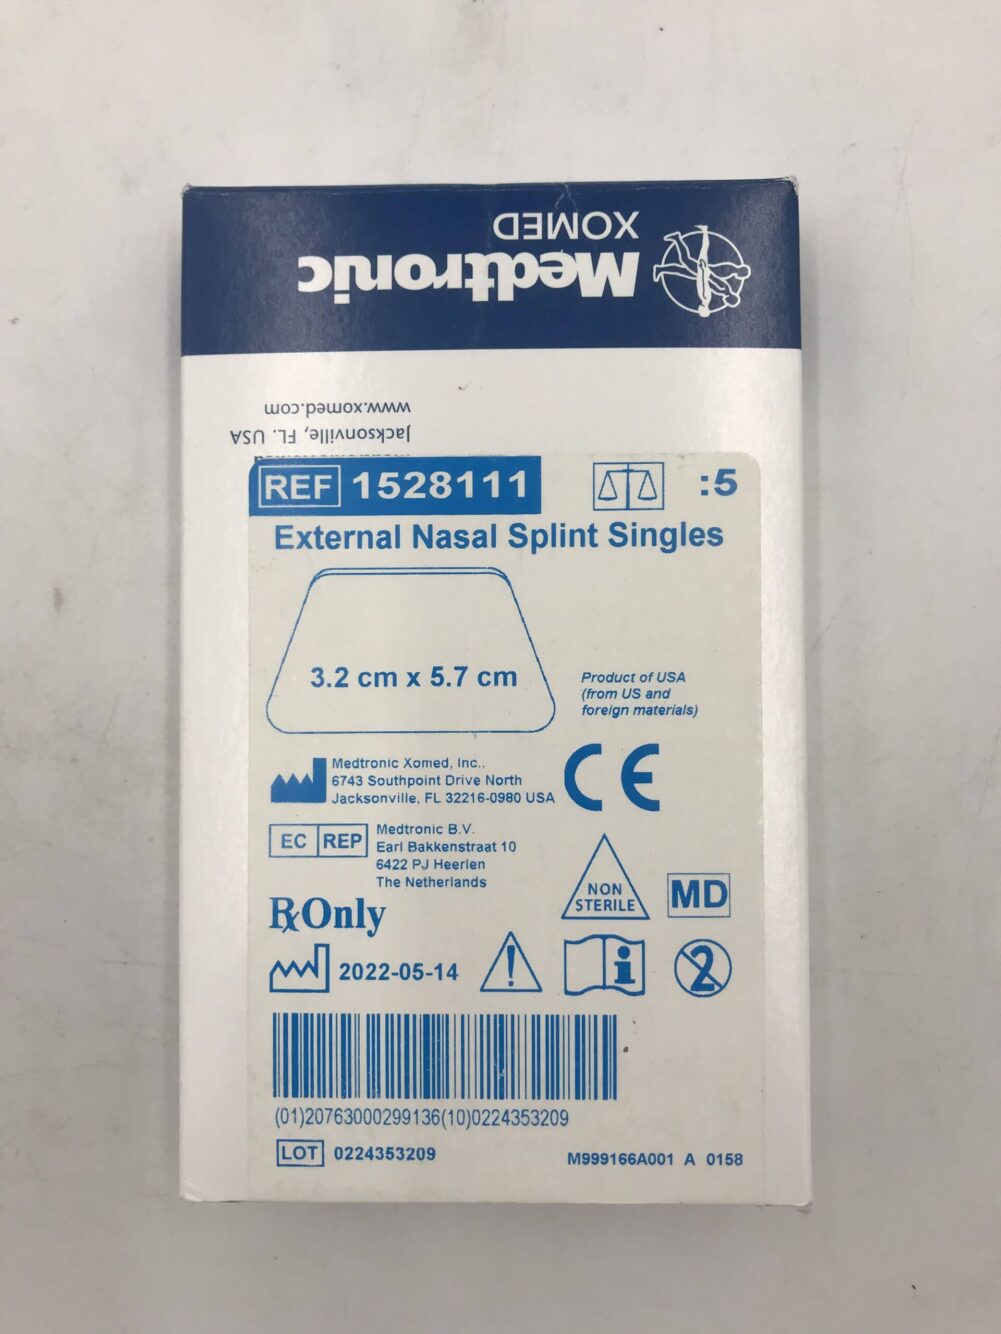 Medtronic
XOMED
Jacksonville, FL. USA
www.xomed.com
REF 1528111 :5
External Nasal Splint Singles
3.2 cm x 5.7 cm
Product of USA
(from US and
foreign materials)
Medtronic Xomed, Inc.,
6743 Southpoint Drive North
Jacksonville, FL 32216-0980 USA
CE
EC REP
Medtronic B.V.
Earl Bakkenstraat 10
6422 PJ Heerlen
The Netherlands
NON
STERILE
MD
Rx Only
2022-05-14
!
i
2
(01)20763000299136(10)0224353209
LOT 0224353209
M999166A001 A 0158